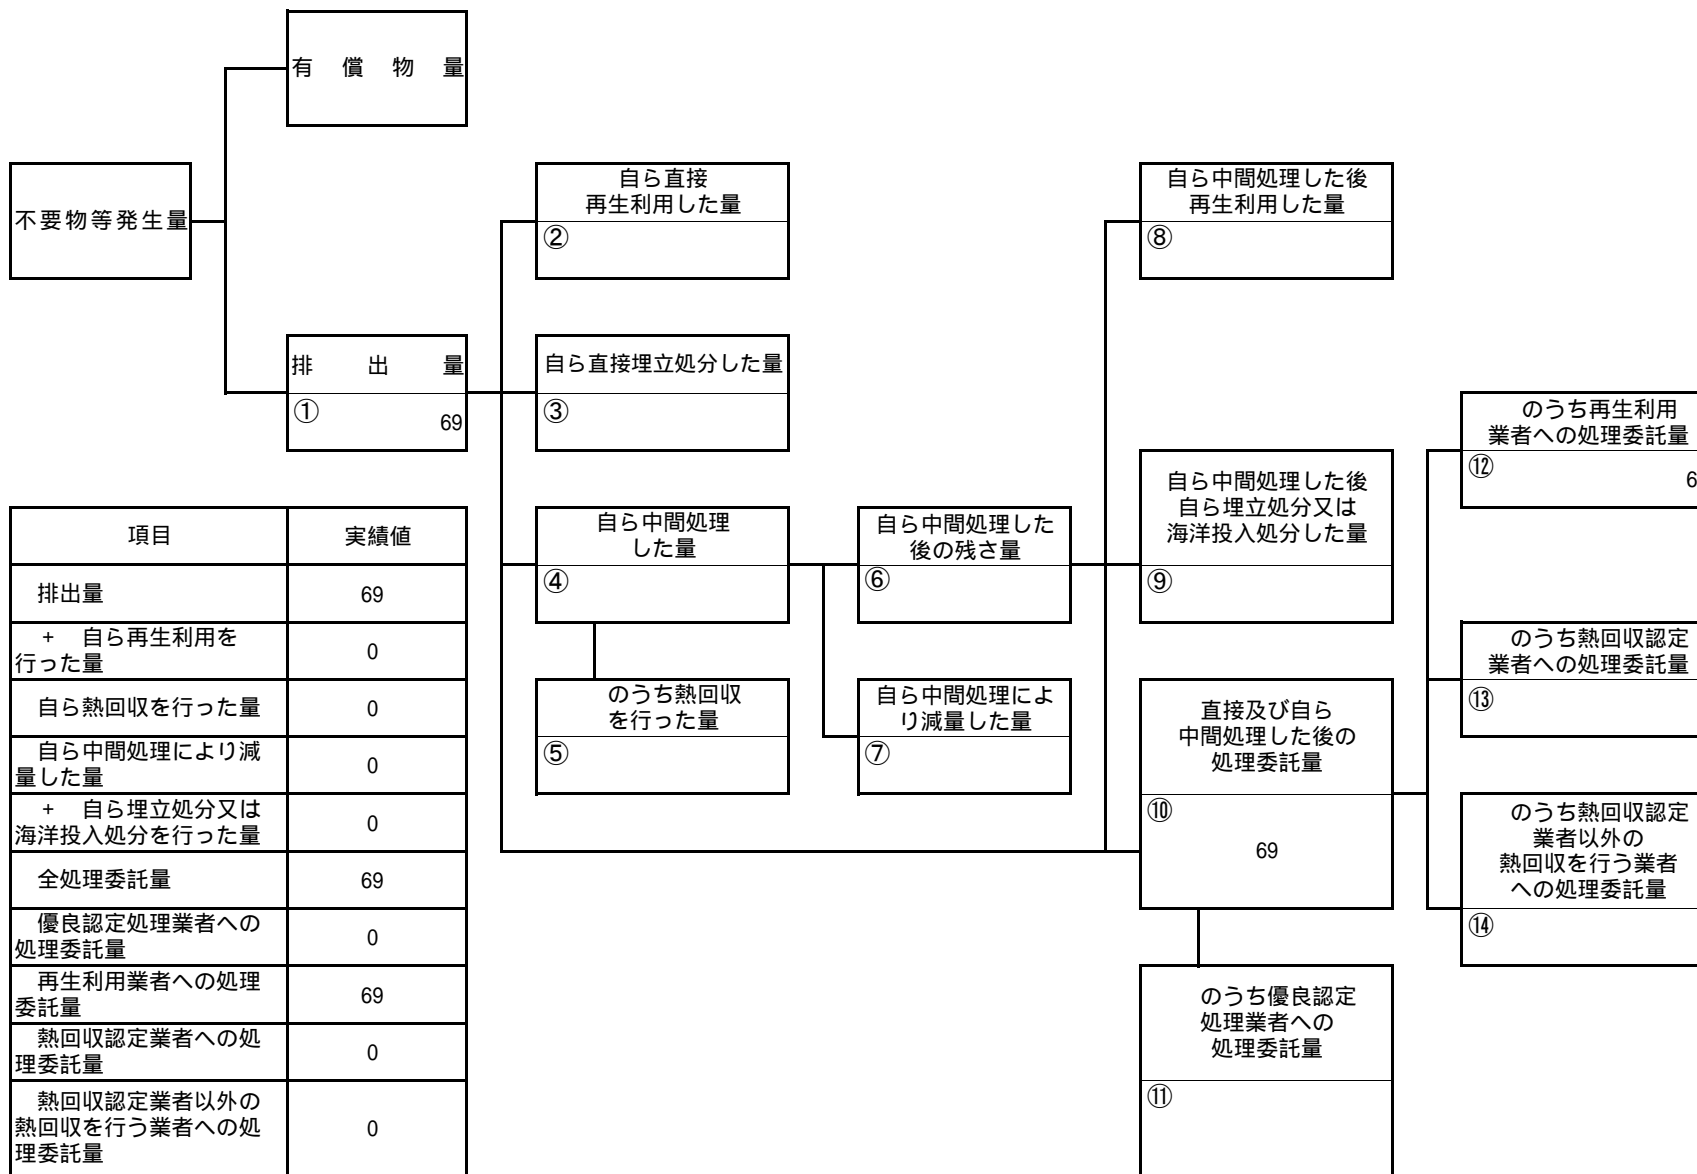 有償物量
不要物等発生量
自ら直接
再生利用した量
②
自ら中間処理した後
再生利用した量
⑧
排出量
①
69
自ら直接埋立処分した量
③
のうち再生利用
業者への処理委託量
⑫
自ら中間処理した後
自ら埋立処分又は
海洋投入処分した量
⑨
自ら中間処理
した量
④
自ら中間処理した
後の残さ量
⑥
のうち熱回収認定
業者への処理委託量
⑬
のうち熱回収
を行った量
⑤
自ら中間処理によ
り減量した量
⑦
直接及び自ら
中間処理した後の
処理委託量
⑩
69
のうち熱回収認定
業者以外の
熱回収を行う業者
への処理委託量
⑭
のうち優良認定
処理業者への
処理委託量
⑪
項目 実績値
排出量 69
+ 自ら再生利用を
行った量 0
自ら熱回収を行った量 0
自ら中間処理により減
量した量 0
+ 自ら埋立処分又は
海洋投入処分を行った量 0
全処理委託量 69
優良認定処理業者への
処理委託量 0
再生利用業者への処理
委託量 69
熱回収認定業者への処
理委託量 0
熱回収認定業者以外の
熱回収を行う業者への処
理委託量 0